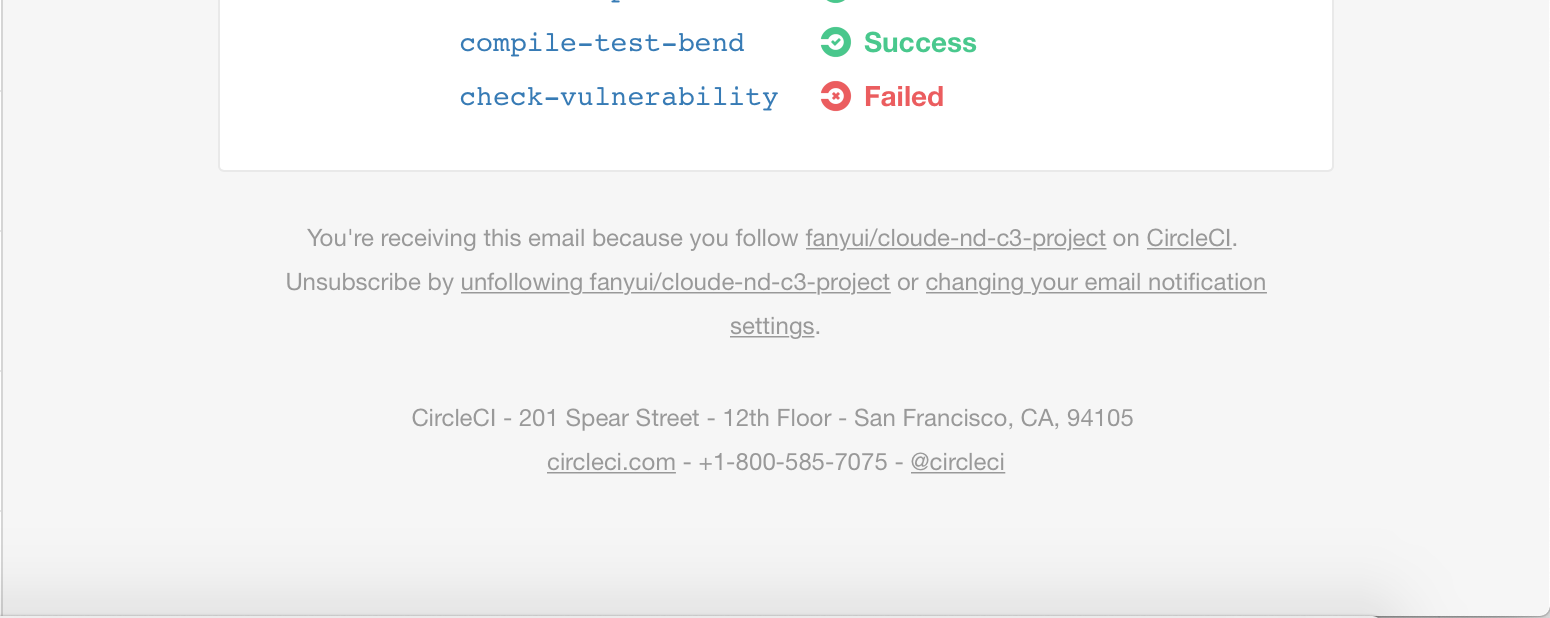 compile-test-bend Success
check-vulnerability Failed
You're receiving this email because you follow fanyui/cloude-nd-c3-project on CircleCI.
Unsubscribe by unfollowing fanyui/cloude-nd-c3-project or changing your email notification
settings.
CircleCI - 201 Spear Street - 12th Floor - San Francisco, CA, 94105
circleci.com - +1-800-585-7075 - @circleci